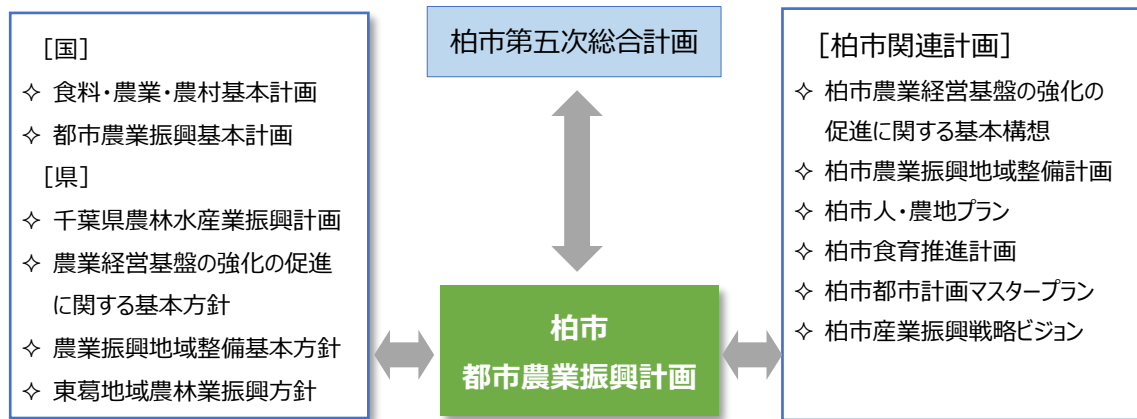 ［国］
✧ 食料・農業・農村基本計画
✧ 都市農業振興基本計画
［県］
✧ 千葉県農林水産業振興計画
✧ 農業経営基盤の強化の促進
に関する基本方針
✧ 農業振興地域整備基本方針
✧ 東葛地域農林業振興方針
柏市第五次総合計画
柏市
都市農業振興計画
［柏市関連計画］
✧ 柏市農業経営基盤の強化の
促進に関する基本構想
✧ 柏市農業振興地域整備計画
✧ 柏市人・農地プラン
✧ 柏市食育推進計画
✧ 柏市都市計画マスタープラン
✧ 柏市産業振興戦略ビジョン